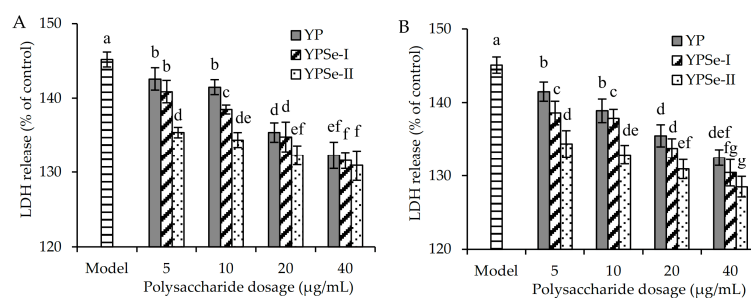 A
LDH release (% of control)
150
140
130
120
a
b
b
d
b
c
de
d
d
ef
ef
f
f
YP
YPSe-I
YPSe-II
Model
5
10
20
40
Polysaccharide dosage (μg/mL)
B
LDH release (% of control)
150
140
130
120
a
b
c
d
b
c
de
d
d
ef
def
fg
g
YP
YPSe-I
YPSe-II
Model
5
10
20
40
Polysaccharide dosage (μg/mL)